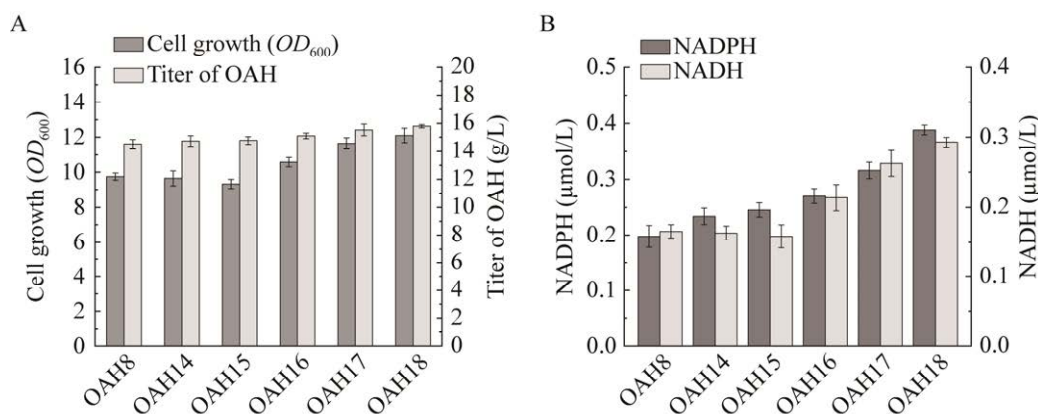 A
Cell growth (OD600)
Titer of OAH
16
14
12
10
8
6
4
2
0
Cell growth (OD600)
20
18
16
14
12
10
8
6
4
2
0
Titer of OAH (g/L)
OAH8
OAH14
OAH15
OAH16
OAH17
OAH18
B
NADPH
NADH
0.5
0.4
0.3
0.2
0.1
0.0
NADPH (μmol/L)
0.4
0.3
0.2
0.1
0.0
NADH (μmol/L)
OAH8
OAH14
OAH15
OAH16
OAH17
OAH18